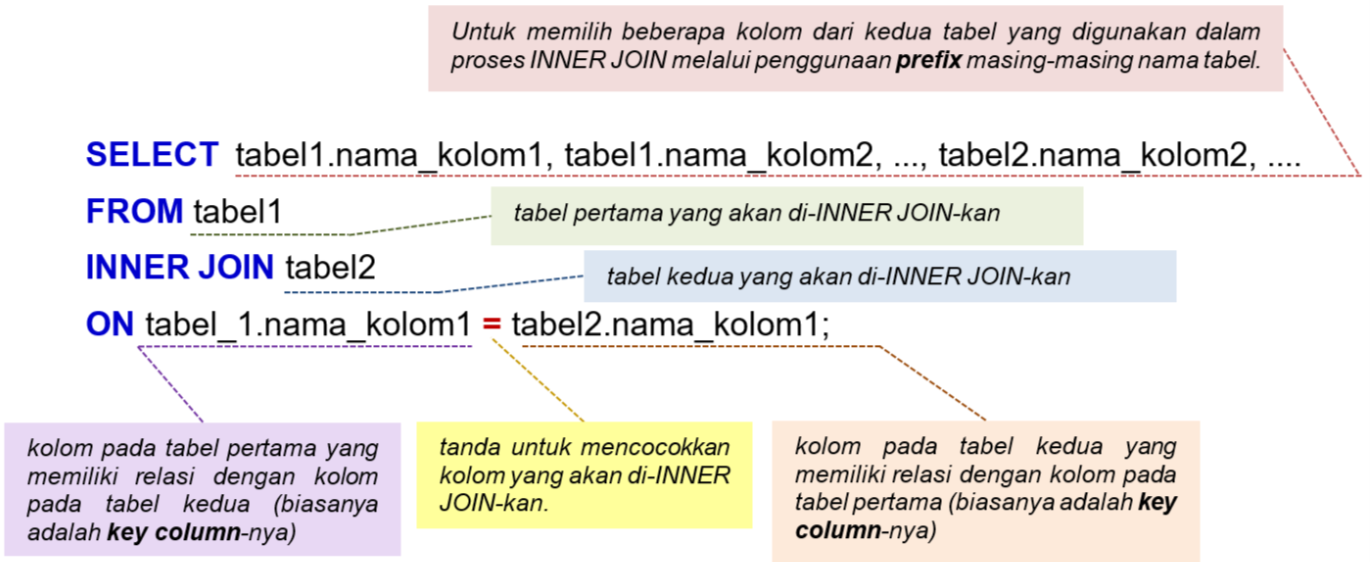 Untuk memilih beberapa kolom dari kedua tabel yang digunakan dalam
proses INNER JOIN melalui penggunaan prefix masing-masing nama tabel.
SELECT tabel1.nama_kolom1, tabel1.nama_kolom2, ..., tabel2.nama_kolom2, ....
FROM tabel1
tabel pertama yang akan di-INNER JOIN-kan
INNER JOIN tabel2
tabel kedua yang akan di-INNER JOIN-kan
ON tabel_1.nama_kolom1 = tabel2.nama_kolom1;
kolom pada tabel pertama yang
memiliki relasi dengan kolom
pada tabel kedua (biasanya
adalah key column-nya)
tanda untuk mencocokkan
kolom yang akan di-INNER
JOIN-kan.
kolom pada tabel kedua yang
memiliki relasi dengan kolom pada
tabel pertama (biasanya adalah key
column-nya)